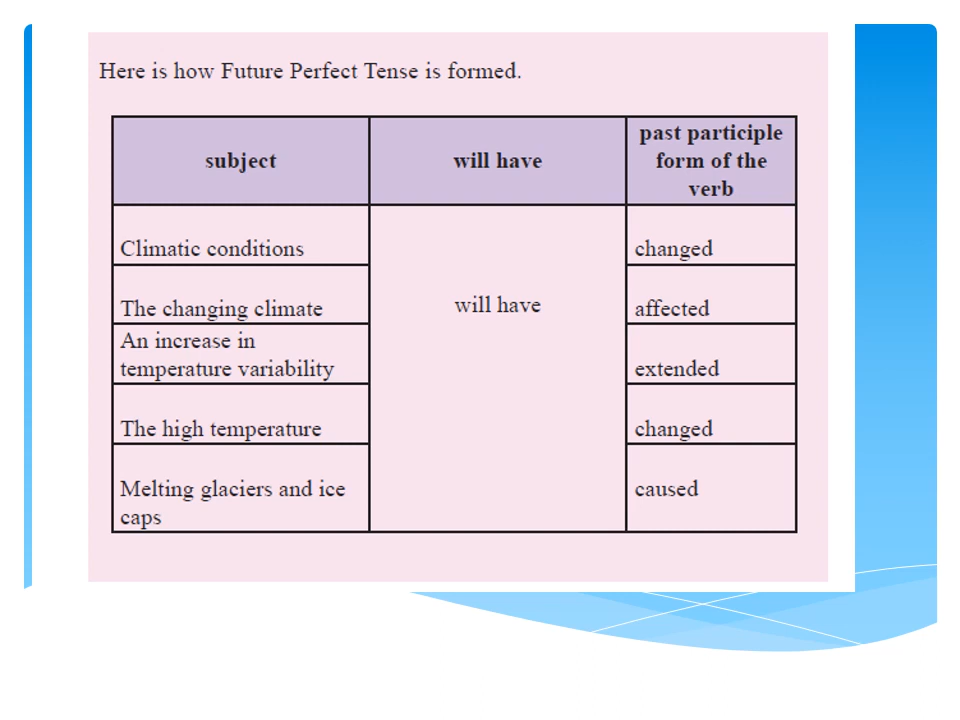 Here is how Future Perfect Tense is formed.
subject will have past participle
form of the
verb
Climatic conditions changed
The changing climate will have affected
An increase in
temperature variability extended
The high temperature changed
Melting glaciers and ice caused
caps